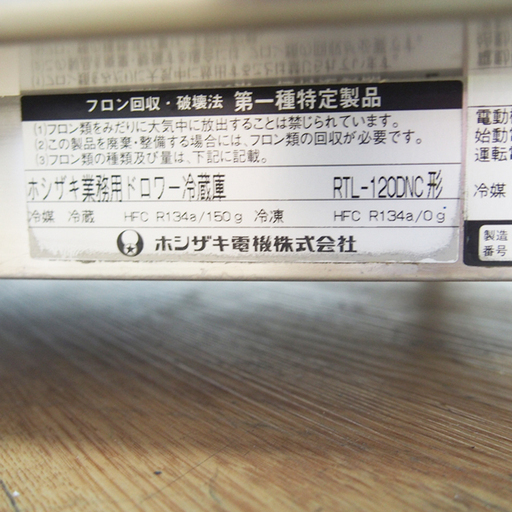 フロン回収・破壊法 第一種特定製品
(1)フロン類をみだりに大気中に放出することは禁じられています。
(2)この製品を廃棄・整備する場合には、フロン類の回収が必要です。
(3)フロン類の種類及び量は、下記に記載。
ホシザキ業務用ドロワー冷蔵庫 RTL-120DNC形
冷媒 冷蔵 HFC R134a/150g 冷凍 HFC R134a/0g
ホシザキ電機株式会社
電動
始動
運転
冷媒
製造
番号